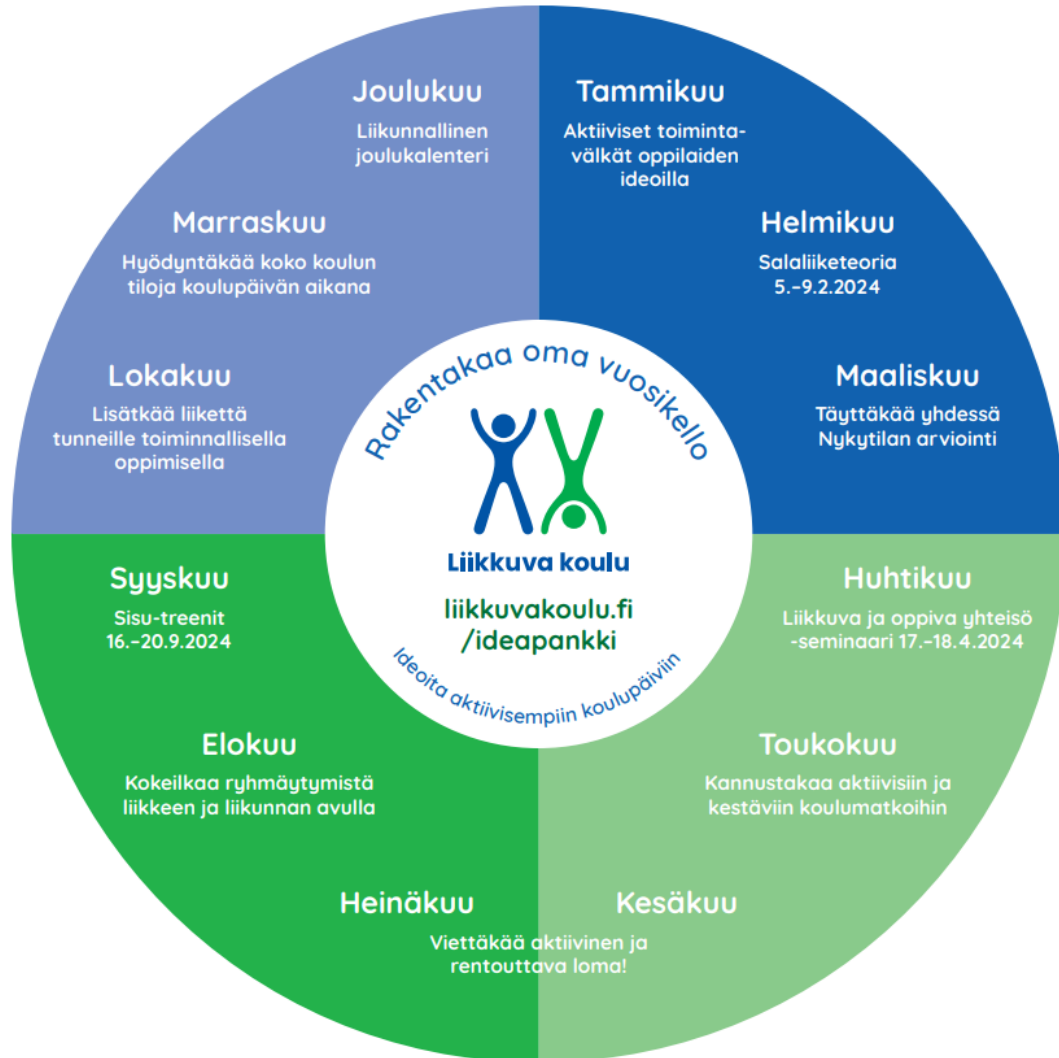 Tammikuu
Aktiiviset toiminta-
välkät oppilaiden
ideoilla
Helmikuu
Salaliiketeoria
5.–9.2.2024
Maaliskuu
Täyttäkää yhdessä
Nykytilan arviointi
Huhtikuu
Liikkuva ja oppiva yhteisö
-seminaari 17.–18.4.2024
Toukokuu
Kannustakaa aktiivisiin ja
kestäviin koulumatkoihin
Kesäkuu
Heinäkuu
Viettäkää aktiivinen ja
rentouttava loma!
Elokuu
Kokeilkaa ryhmäytymistä
liikkeen ja liikunnan avulla
Syyskuu
Sisu-treenit
16.–20.9.2024
Lokakuu
Lisätkää liikettä
tunneille toiminnallisella
oppimisella
Marraskuu
Hyödyntäkää koko koulun
tiloja koulupäivän aikana
Joulukuu
Liikunnallinen
joulukalenteri
Rakentakaa oma vuosikello
Liikkuva koulu
liikkuvakoulu.fi
/ideapankki
Ideoita aktiivisempiin koulupäiviin